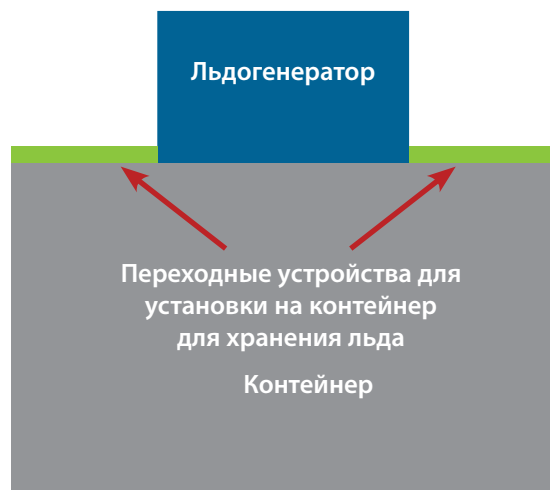 Льдогенератор
Переходные устройства для
установки на контейнер
для хранения льда
Контейнер